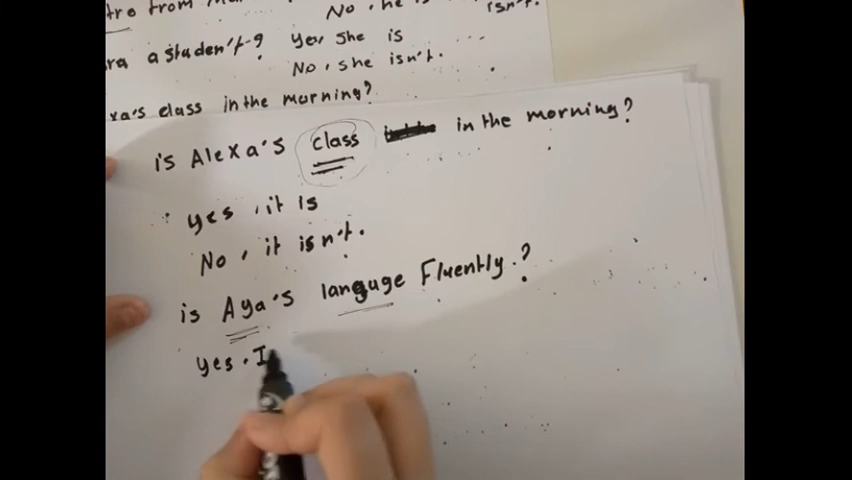 from
No, he
isn't.
a student? yes, she is
No, she isn't.
class in the morning?
is Alexa's class in the morning?
yes, it is
No, it isn't.
is Aya's languge Fluently.?
yes. I